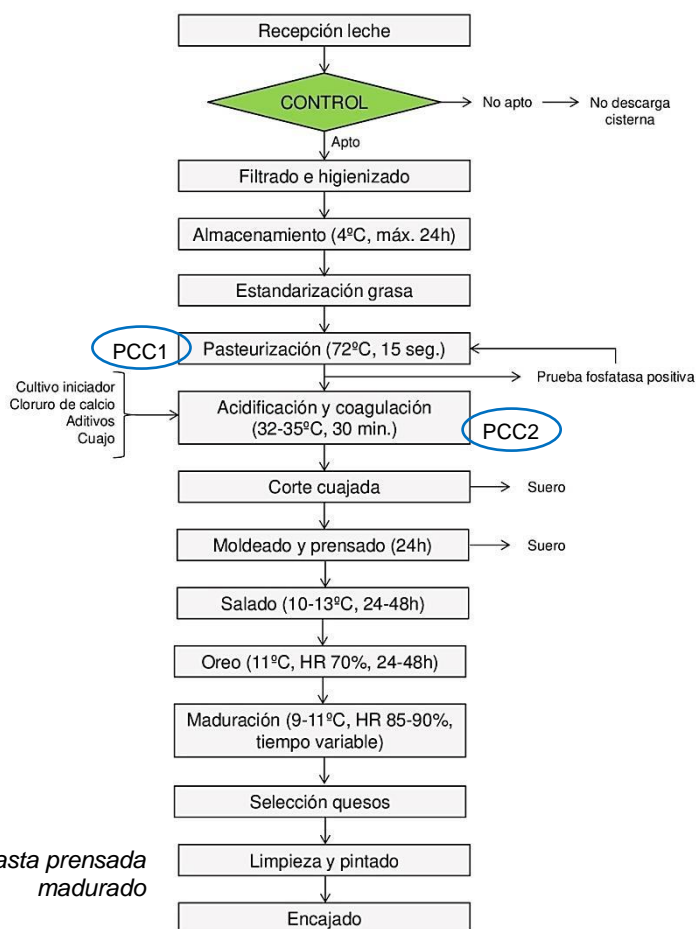 Recepción leche
CONTROL
No apto
No descarga
cisterna
Apto
Filtrado e higienizado
Almacenamiento (4ºC, máx. 24h)
Estandarización grasa
PCC1
Pasteurización (72ºC, 15 seg.)
Prueba fosfatasa positiva
Cultivo iniciador
Cloruro de calcio
Aditivos
Cuajo
Acidificación y coagulación
(32-35ºC, 30 min.)
PCC2
Corte cuajada
Suero
Moldeado y prensado (24h)
Suero
Salado (10-13ºC, 24-48h)
Oreo (11ºC, HR 70%, 24-48h)
Maduración (9-11ºC, HR 85-90%,
tiempo variable)
Selección quesos
asta prensada
madurado
Limpieza y pintado
Encajado